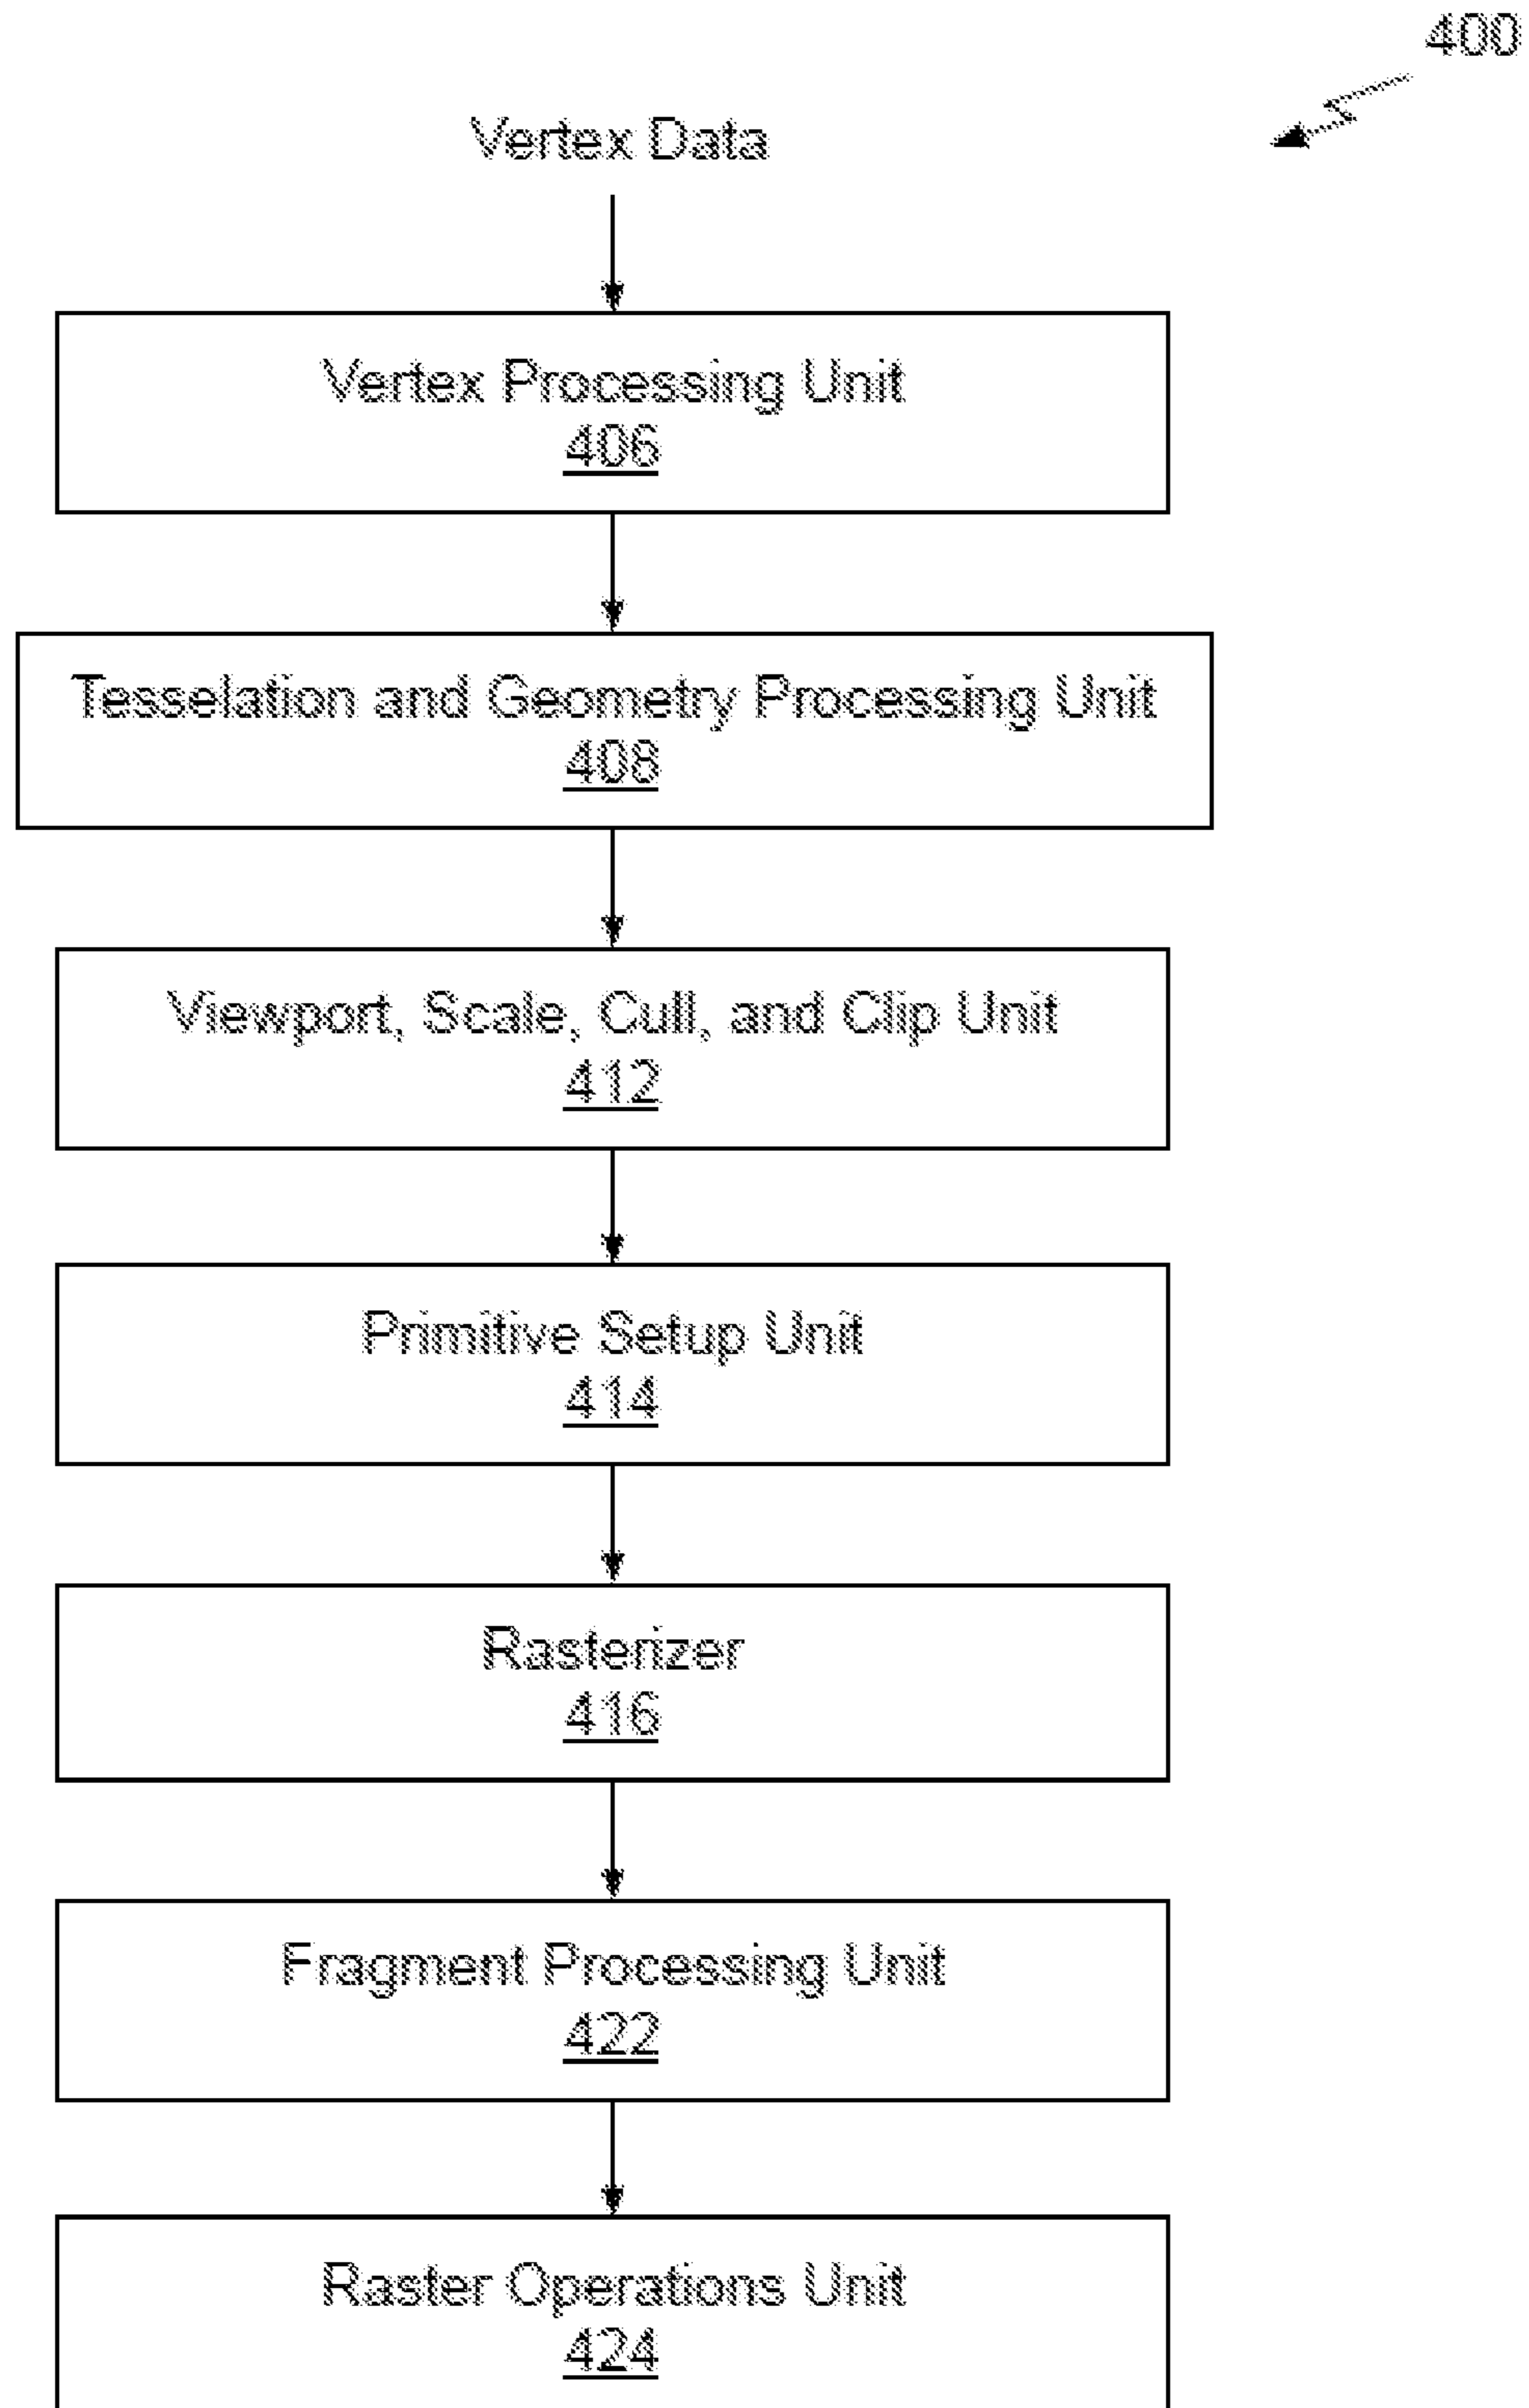 400
Vertex Data
Vertex Processing Unit
406
Tesselation and Geometry Processing Unit
408
Viewport, Scale, Cull, and Clip Unit
412
Primitive Setup Unit
414
Rasterizer
416
Fragment Processing Unit
422
Raster Operations Unit
424